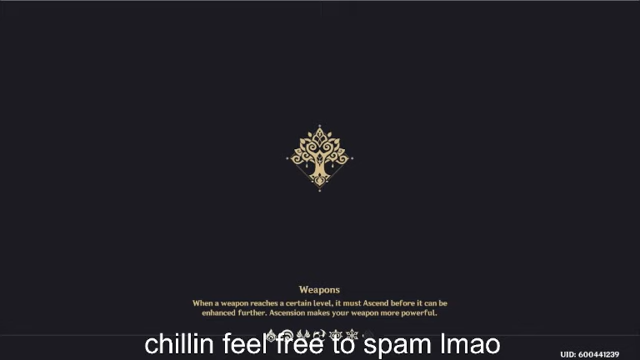 Weapons
When a weapon reaches a certain level, it must Ascend before it can be
enhanced further. Ascension makes your weapon more powerful.
chillin feel free to spam lmao
UID: 600441239